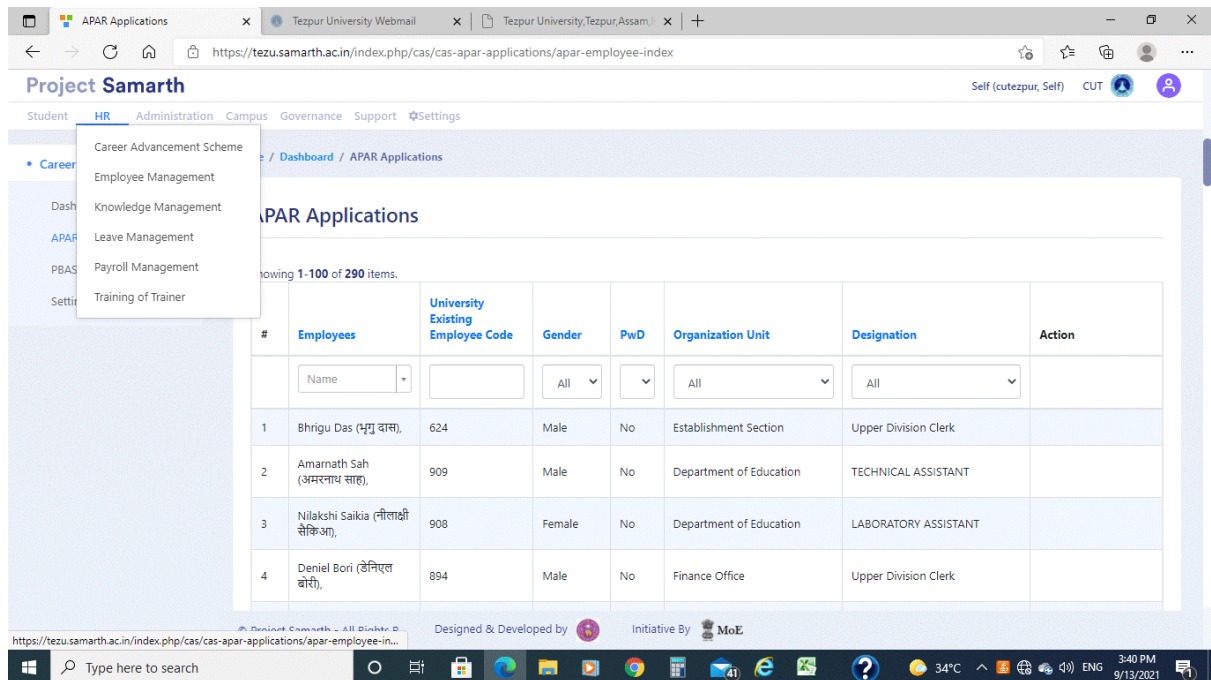 APAR Applications
Tezpur University Webmail
Tezpur University,Tezpur,Assam,
https://tezu.samarth.ac.in/index.php/cas/cas-apar-applications/apar-employee-index
Project Samarth
Self (cutezpur, Self) CUT
Student HR Administration Campus Governance Support Settings
Career Advancement Scheme
Employee Management
Knowledge Management
Leave Management
Payroll Management
Training of Trainer
Career
Dash
APAR
PBAS
Settin
/ Dashboard / APAR Applications
APAR Applications
howing 1-100 of 290 items.
# Employees University Existing Employee Code Gender PwD Organization Unit Designation Action
Name All All All
1 Bhrigu Das (भृगु दास), 624 Male No Establishment Section Upper Division Clerk
2 Amarnath Sah (अमरनाथ साह), 909 Male No Department of Education TECHNICAL ASSISTANT
3 Nilakshi Saikia (नीलाक्षी सैकिआ), 908 Female No Department of Education LABORATORY ASSISTANT
4 Deniel Bori (डेनिएल बोरी), 894 Male No Finance Office Upper Division Clerk
© Project Samarth - All Rights R Designed & Developed by Initiative By MoE
https://tezu.samarth.ac.in/index.php/cas/cas-apar-applications/apar-employee-in...
Type here to search
41
34°C ENG 3:40 PM
9/13/2021
1